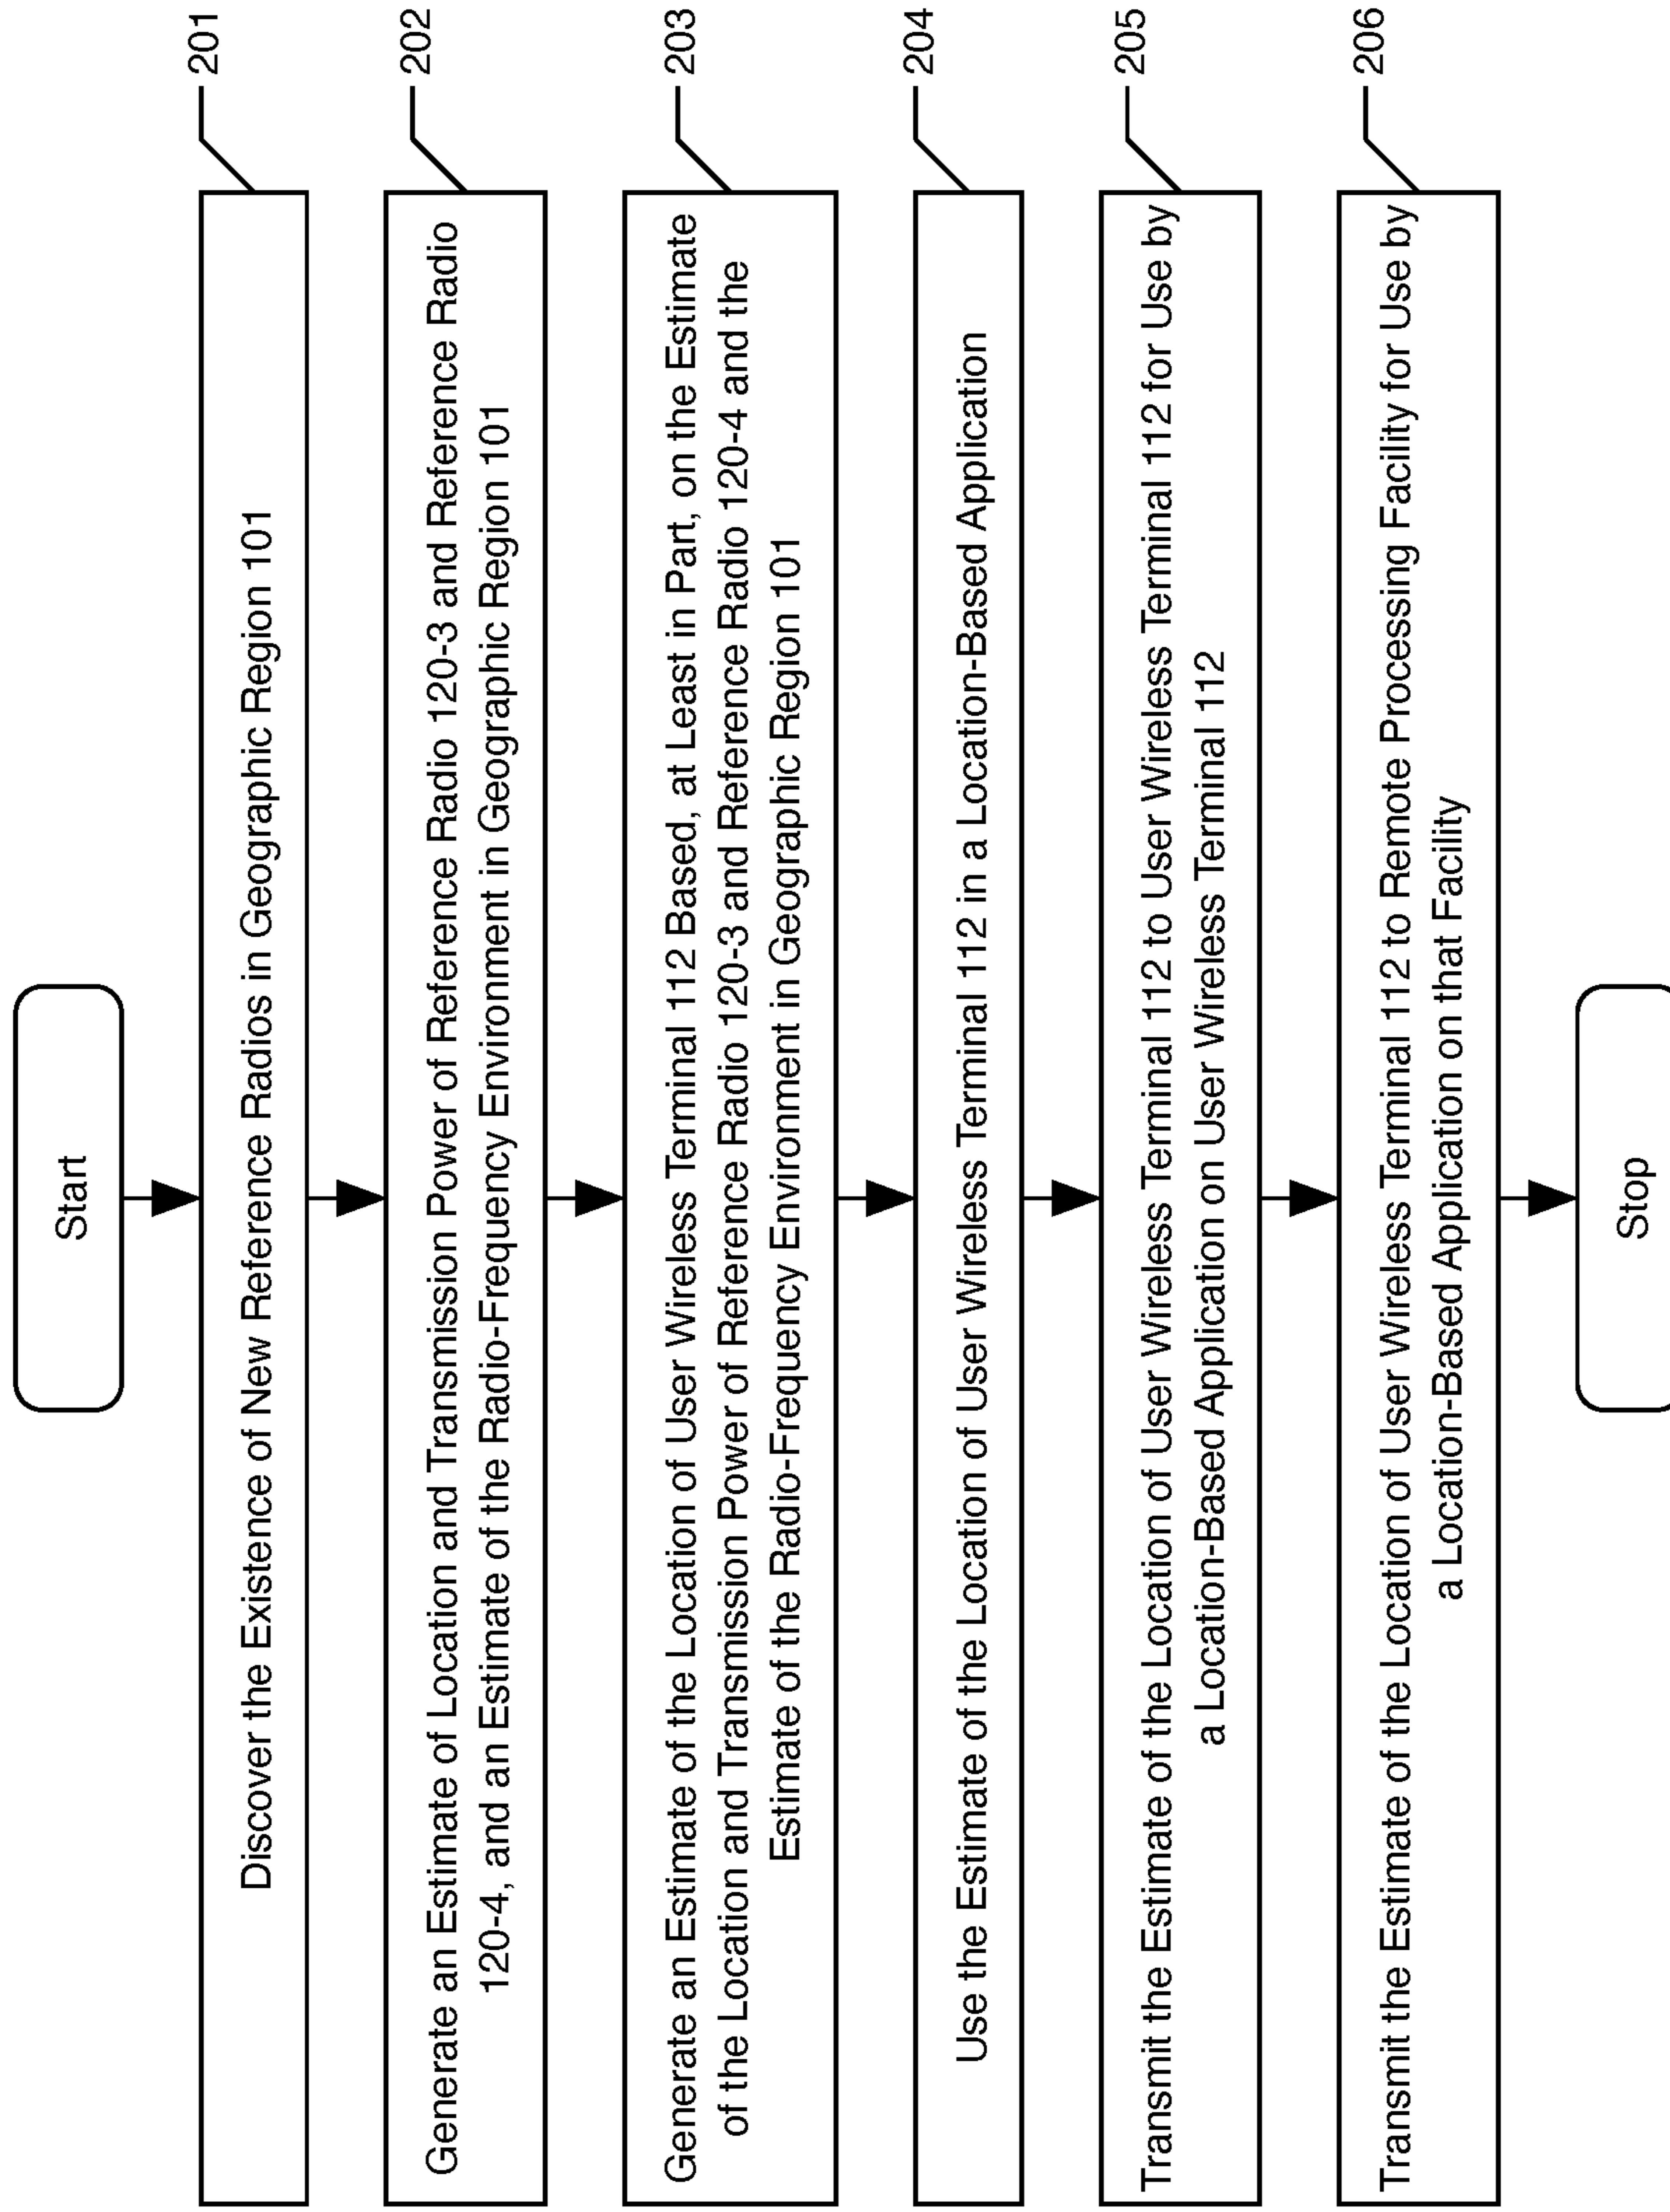 Start
201
Discover the Existence of New Reference Radios in Geographic Region 101
202
Generate an Estimate of Location and Transmission Power of Reference Radio 120-3 and Reference Radio
120-4, and an Estimate of the Radio-Frequency Environment in Geographic Region 101
203
Generate an Estimate of the Location of User Wireless Terminal 112 Based, at Least in Part, on the Estimate
of the Location and Transmission Power of Reference Radio 120-3 and Reference Radio 120-4 and the
Estimate of the Radio-Frequency Environment in Geographic Region 101
204
Use the Estimate of the Location of User Wireless Terminal 112 in a Location-Based Application
205
Transmit the Estimate of the Location of User Wireless Terminal 112 to User Wireless Terminal 112 for Use by
a Location-Based Application on User Wireless Terminal 112
206
Transmit the Estimate of the Location of User Wireless Terminal 112 to Remote Processing Facility for Use by
a Location-Based Application on that Facility
Stop